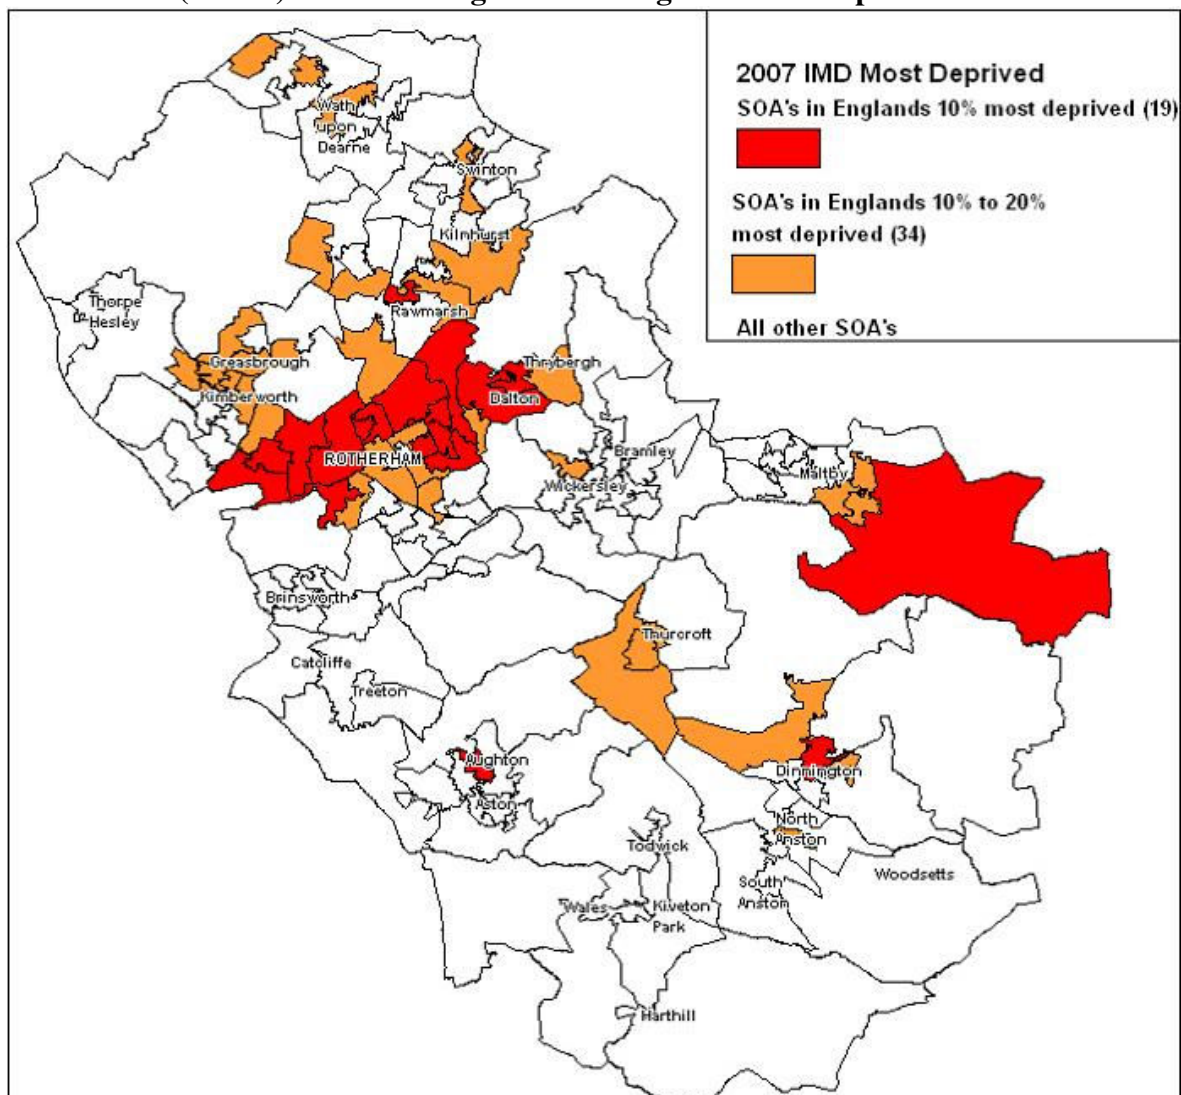 2007 IMD Most Deprived
SOA's in Englands 10% most deprived (19)
SOA's in Englands 10% to 20%
most deprived (34)
All other SOA's
Wath
upon
Dearne
Swinton
Kilnhurst
Thorpe
Hesley
Rawmarsh
Greasbrough
Thrybergh
Kimberworth
Dalton
ROTHERHAM
Bramley
Wickersley
Maltby
Brinsworth
Thurcroft
Catcliffe
Treeton
Aughton
Dinnington
Aston
North
Anston
Todwick
South
Anston
Woodsetts
Wales
Kiveton
Park
Harthill